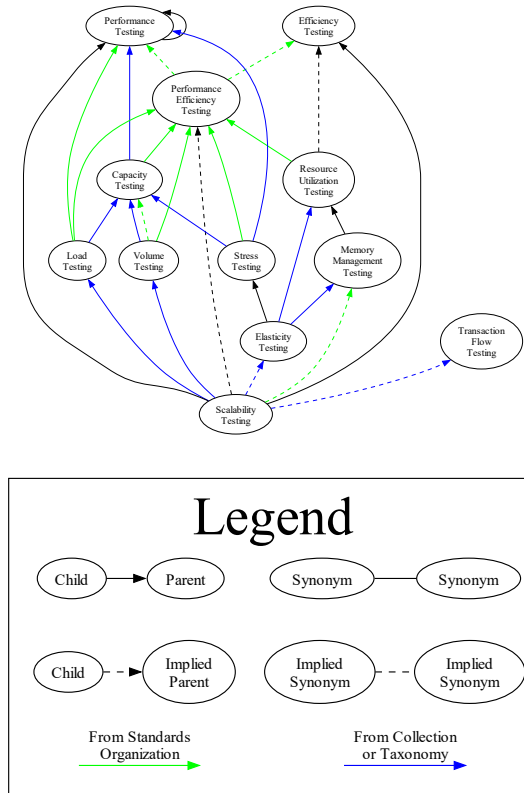 Performance
Testing
Efficiency
Testing
Performance
Efficiency
Testing
Capacity
Testing
Resource
Utilization
Testing
Load
Testing
Volume
Testing
Stress
Testing
Memory
Management
Testing
Elasticity
Testing
Transaction
Flow
Testing
Scalability
Testing
Legend
Child
Parent
Synonym
Synonym
Child
Implied
Parent
Implied
Synonym
Implied
Synonym
From Standards
Organization
From Collection
or Taxonomy